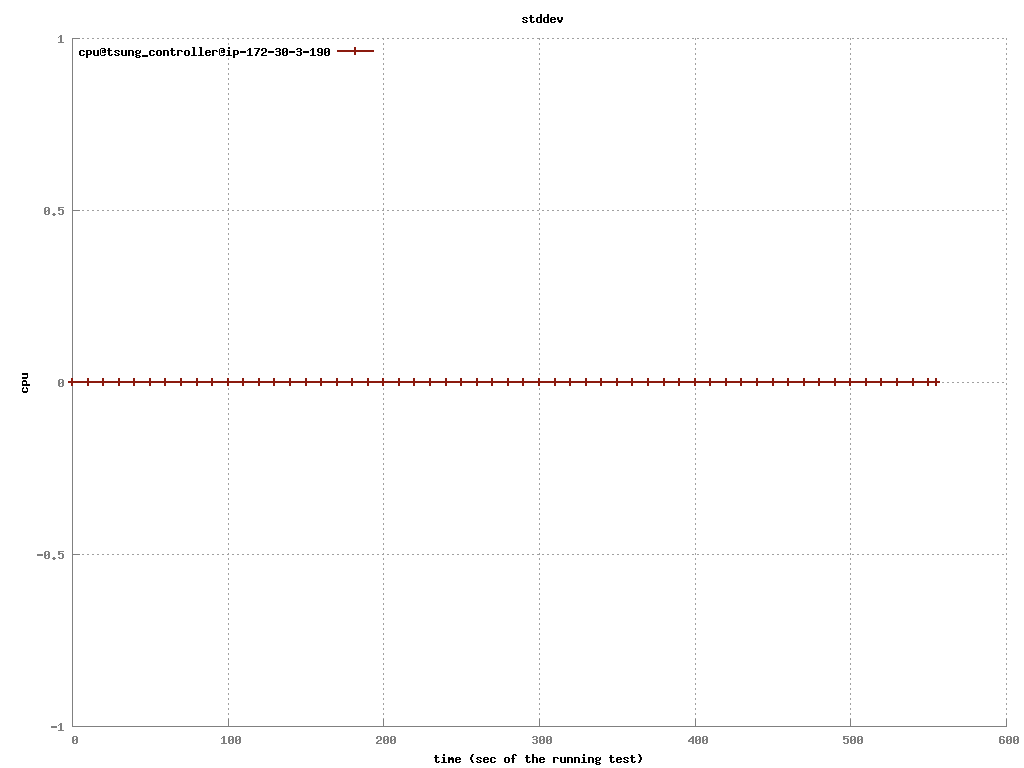 stddev
cpu@tsung_controller@ip-172-30-3-190
1
0.5
0
-0.5
-1
cpu
0 100 200 300 400 500 600
time (sec of the running test)